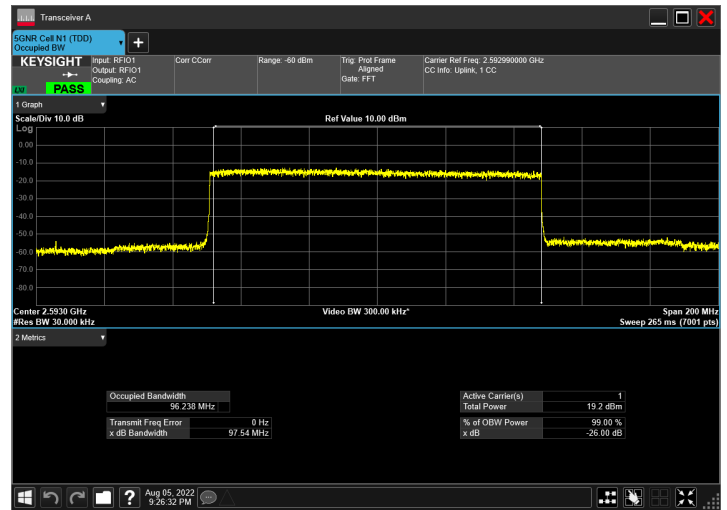 Transceiver A
5GNR Cell N1 (TDD)
Occupied BW
KEYSIGHT
Input: RFIO1
Output: RFIO1
Coupling: AC
PASS
Corr CCorr
Range: -60 dBm
Trig: Prot Frame
Aligned
Gate: FFT
Carrier Ref Freq: 2.592990000 GHz
CC Info: Uplink, 1 CC
1 Graph
Scale/Div 10.0 dB
Ref Value 10.00 dBm
Log
0.00
-10.0
-20.0
-30.0
-40.0
-50.0
-60.0
-70.0
-80.0
Center 2.5930 GHz
#Res BW 30.000 kHz
Video BW 300.00 kHz*
Span 200 MHz
Sweep 265 ms (7001 pts)
2 Metrics
Occupied Bandwidth
96.238 MHz
Transmit Freq Error 0 Hz
x dB Bandwidth 97.54 MHz
Active Carrier(s) 1
Total Power 19.2 dBm
% of OBW Power 99.00 %
x dB -26.00 dB
?
Aug 05, 2022
9:26:32 PM